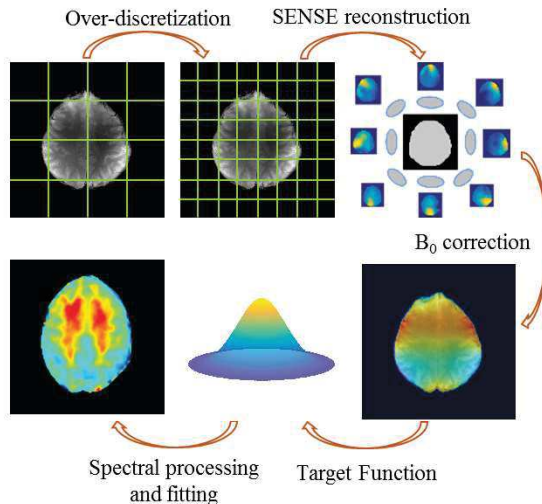 Over-discretization
SENSE reconstruction
B₀ correction
Target Function
Spectral processing
and fitting